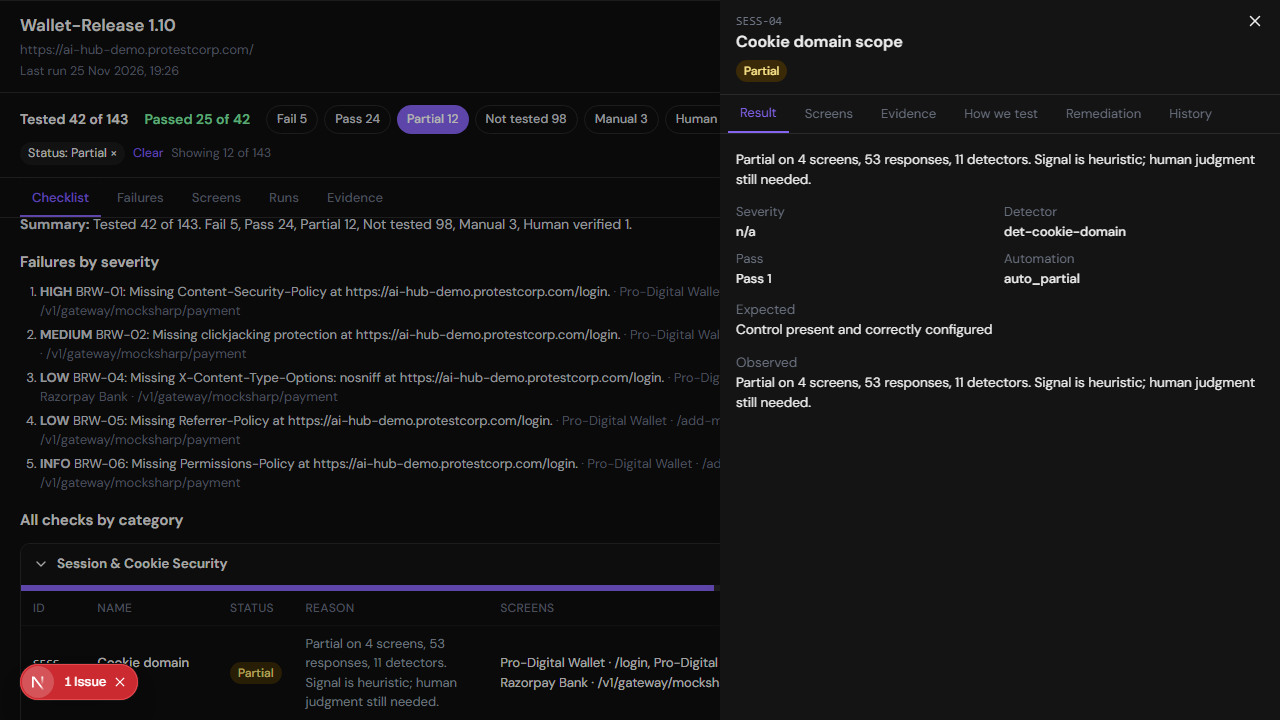 Wallet-Release 1.10
https://ai-hub-demo.protestcorp.com/
Last run 25 Nov 2026, 19:26
Tested 42 of 143 Passed 25 of 42 Fail 5 Pass 24 Partial 12 Not tested 98 Manual 3 Human
Status: Partial × Clear Showing 12 of 143
Checklist Failures Screens Runs Evidence
Summary: Tested 42 of 143. Fail 5, Pass 24, Partial 12, Not tested 98, Manual 3, Human verified 1.
Failures by severity
1. HIGH BRW-01: Missing Content-Security-Policy at https://ai-hub-demo.protestcorp.com/login. · Pro-Digital Walle
/v1/gateway/mocksharp/payment
2. MEDIUM BRW-02: Missing clickjacking protection at https://ai-hub-demo.protestcorp.com/login. · Pro-Digital Wal
· /v1/gateway/mocksharp/payment
3. LOW BRW-04: Missing X-Content-Type-Options: nosniff at https://ai-hub-demo.protestcorp.com/login. · Pro-Dig
Razorpay Bank · /v1/gateway/mocksharp/payment
4. LOW BRW-05: Missing Referrer-Policy at https://ai-hub-demo.protestcorp.com/login. · Pro-Digital Wallet · /add-m
/v1/gateway/mocksharp/payment
5. INFO BRW-06: Missing Permissions-Policy at https://ai-hub-demo.protestcorp.com/login. · Pro-Digital Wallet · /ad
/v1/gateway/mocksharp/payment
All checks by category
Session & Cookie Security
ID NAME STATUS REASON SCREENS
Cookie domain
Partial
Partial on 4 screens, 53
responses, 11 detectors.
Signal is heuristic; human
judgment still needed.
Pro-Digital Wallet · /login, Pro-Digital
Razorpay Bank · /v1/gateway/mocksh
N 1 Issue ×
SESS-04
Cookie domain scope
Partial
Result Screens Evidence How we test Remediation History
Partial on 4 screens, 53 responses, 11 detectors. Signal is heuristic; human judgment
still needed.
Severity Detector
n/a det-cookie-domain
Pass Automation
Pass 1 auto_partial
Expected
Control present and correctly configured
Observed
Partial on 4 screens, 53 responses, 11 detectors. Signal is heuristic; human judgment
still needed.